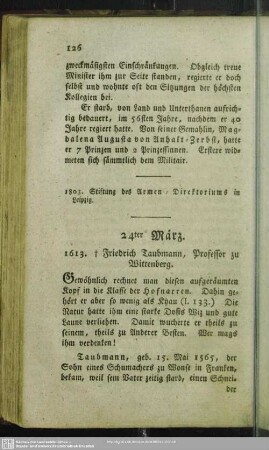 126
zweckmäßigsten Einschränkungen. Obgleich treue
Minister ihm zur Seite standen, regierte er doch
selbst und wohnte oft den Sitzungen der höchsten
Kollegien bei.
Er starb, von Land und Unterthanen aufrich-
tig bedauert, im 56sten Jahre, nachdem er 40
Jahre regiert hatte. Von seiner Gemahlin, Mag-
dalena Augusta von Anhalt-Zerbst, hatte
er 7 Prinzen und 2 Prinzessinnen. Erstere wid-
meten sich sämmtlich dem Militair.
1803. Stiftung des Armen-Direktoriums in
Leipzig.
24ster März.
1613. † Friedrich Taubmann, Professor zu
Wittenberg.
Gewöhnlich rechnet man diesen aufgeräumten
Kopf in die Klasse der Hofnarren. Dahin ge-
hört er aber so wenig als Kyau (I. 133.) Die
Natur hatte ihm eine starke Dosis Wiz und gute
Laune verliehen. Damit wucherte er theils zu
seinem, theils zu Anderer Besten. Wer mags
ihm verdenken!
Taubmann, geb. 15. Mai 1565, der
Sohn eines Schumachers zu Wonse in Franken,
bekam, weil sein Vater zeitig starb, einen Schnei-
der